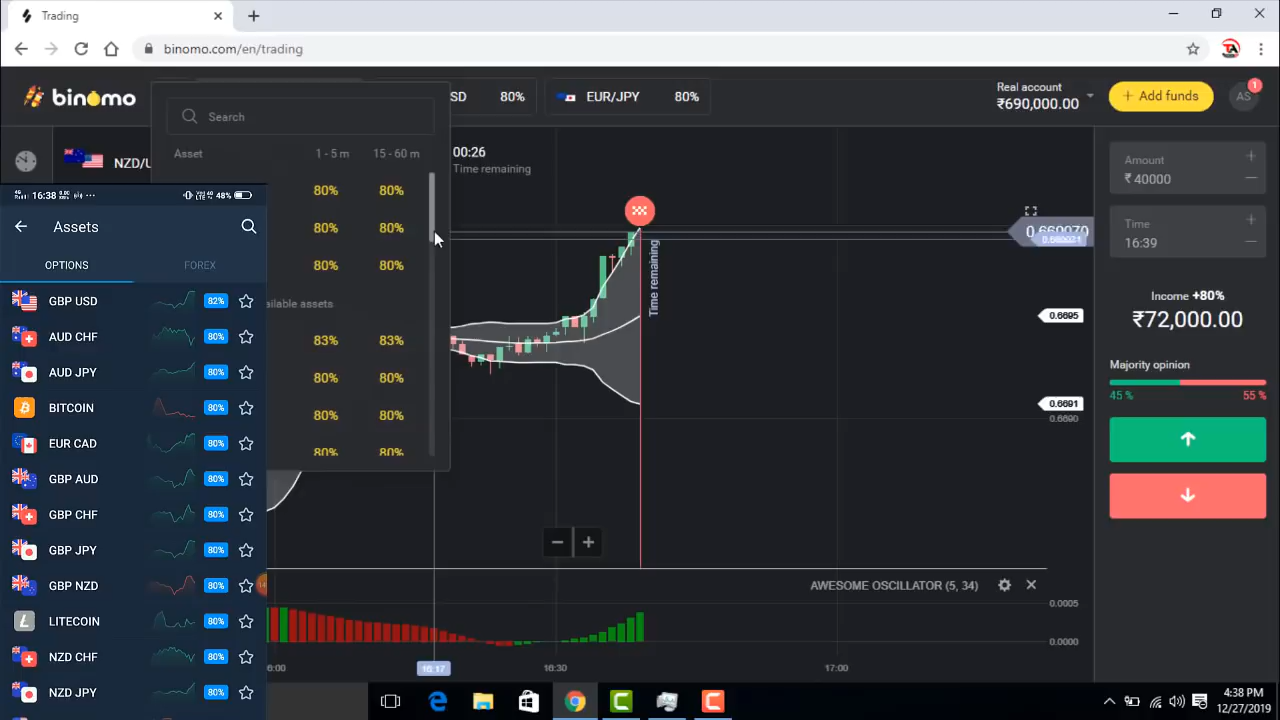 Trading
binomo.com/en/trading
binomo
SD 80%
EUR/JPY 80%
Real account
₹690,000.00
+ Add funds
AS
1
Search
Asset 1 - 5 m 15 - 60 m
80% 80%
80% 80%
80% 80%
ailable assets
83% 83%
80% 80%
80% 80%
80% 80%
NZD/U
00:26
Time remaining
Time remaining
0.660070
0.6695
0.6691
0.6690
Amount
₹ 40000
Time
16:39
Income +80%
₹72,000.00
Majority opinion
45 % 55 %
16:38 48%
Assets
OPTIONS FOREX
GBP USD 82%
AUD CHF 80%
AUD JPY 80%
BITCOIN 80%
EUR CAD 80%
GBP AUD 80%
GBP CHF 80%
GBP JPY 80%
GBP NZD 80%
LITECOIN 80%
NZD CHF 80%
NZD JPY 80%
AWESOME OSCILLATOR (5, 34)
0.0005
0.0000
6:00 16:17 16:30 17:00
4:38 PM
12/27/2019